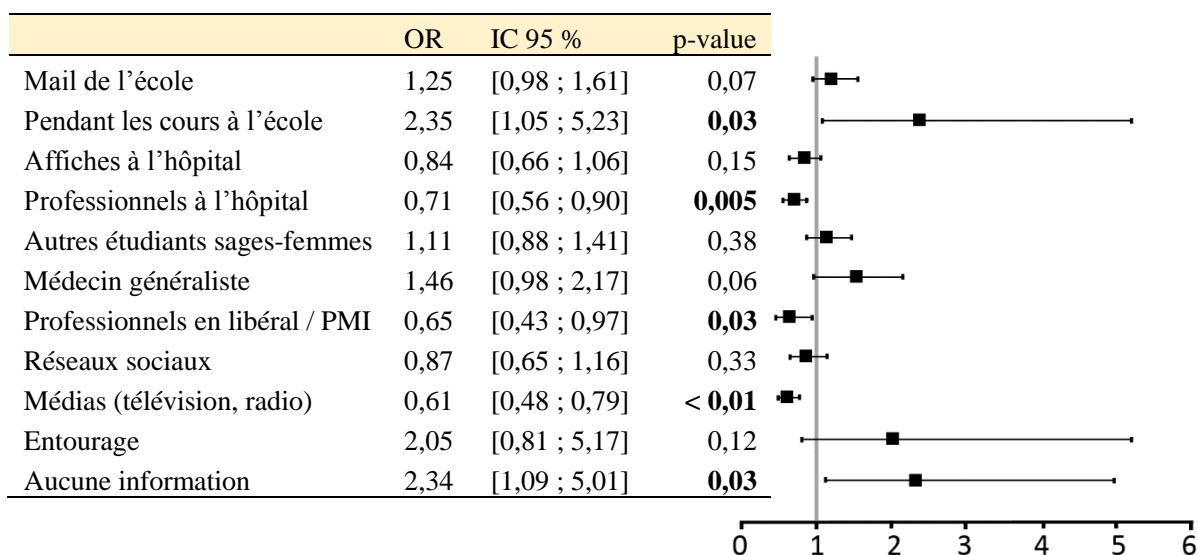 OR IC 95 % p-value
Mail de l’école 1,25 [0,98 ; 1,61] 0,07
Pendant les cours à l’école 2,35 [1,05 ; 5,23] 0,03
Affiches à l’hôpital 0,84 [0,66 ; 1,06] 0,15
Professionnels à l’hôpital 0,71 [0,56 ; 0,90] 0,005
Autres étudiants sages-femmes 1,11 [0,88 ; 1,41] 0,38
Médecin généraliste 1,46 [0,98 ; 2,17] 0,06
Professionnels en libéral / PMI 0,65 [0,43 ; 0,97] 0,03
Réseaux sociaux 0,87 [0,65 ; 1,16] 0,33
Médias (télévision, radio) 0,61 [0,48 ; 0,79] < 0,01
Entourage 2,05 [0,81 ; 5,17] 0,12
Aucune information 2,34 [1,09 ; 5,01] 0,03
0 1 2 3 4 5 6